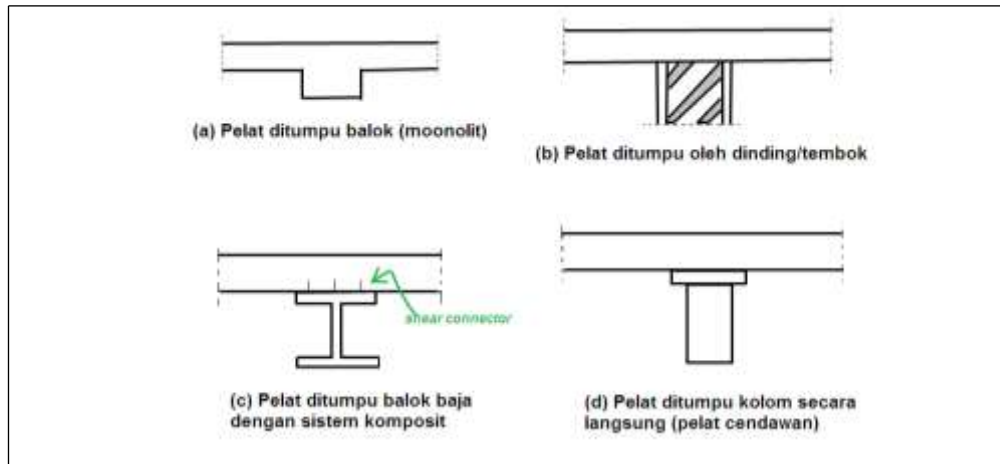 (a) Pelat ditumpu balok (moonolit)
(b) Pelat ditumpu oleh dinding/tembok
shear connector
(c) Pelat ditumpu balok baja
dengan sistem komposit
(d) Pelat ditumpu kolom secara
langsung (pelat cendawan)